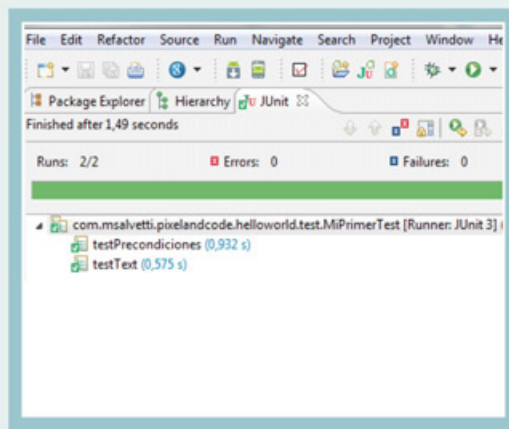 File Edit Refactor Source Run Navigate Search Project Window He
Package Explorer Hierarchy JUnit
Finished after 1,49 seconds
Runs: 2/2 Errors: 0 Failures: 0
com.msalvetti.pixelandcode.helloworld.test.MiPrimerTest [Runner: JUnit 3] (
testPrecondiciones (0,932 s)
testText (0,575 s)